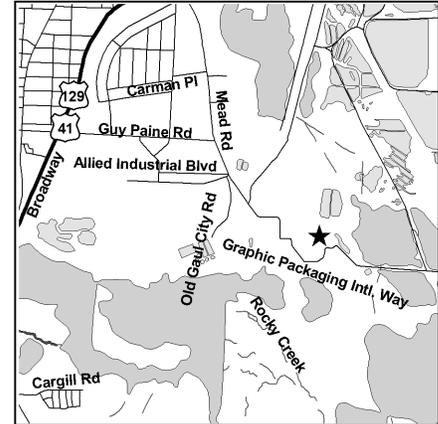 Carman Pl
129
Mead Rd
41
Guy Paine Rd
Allied Industrial Blvd
Broadway
Old Gaul City Rd
Graphic Packaging Intl. Way
Rocky Creek
Cargill Rd